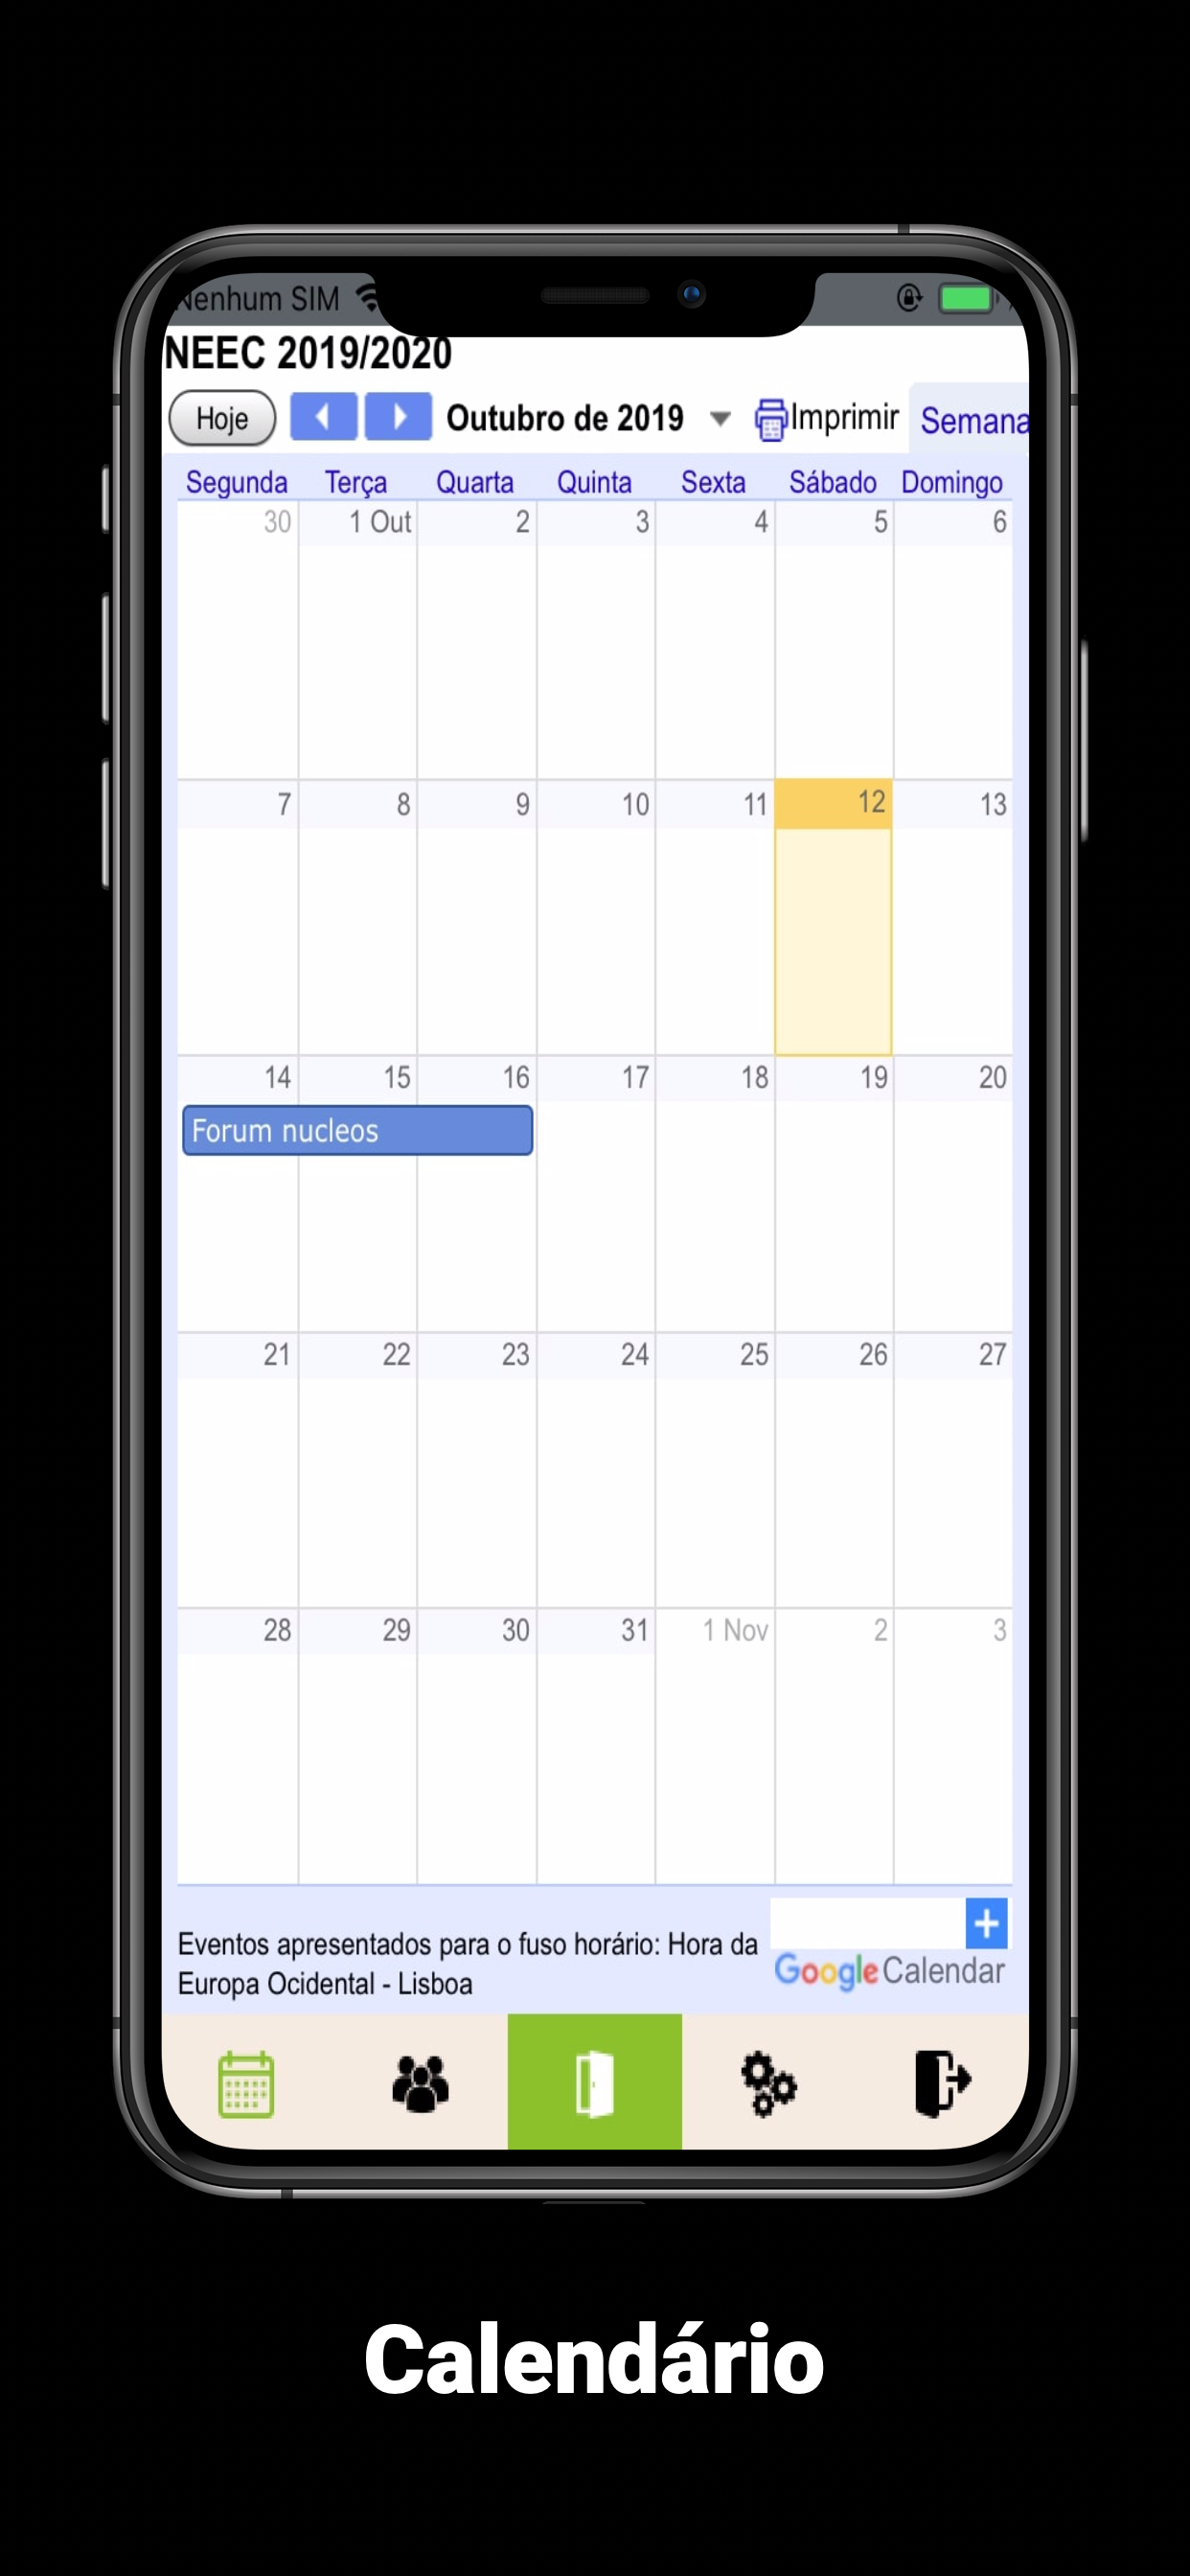 Nenhum SIM
NEEC 2019/2020
Hoje Outubro de 2019 Imprimir Semana
Segunda Terça Quarta Quinta Sexta Sábado Domingo
30 1 Out 2 3 4 5 6
7 8 9 10 11 12 13
14 15 16 17 18 19 20
Forum nucleos
21 22 23 24 25 26 27
28 29 30 31 1 Nov 2 3
Eventos apresentados para o fuso horário: Hora da
Europa Ocidental - Lisboa
+
Google Calendar
Calendário